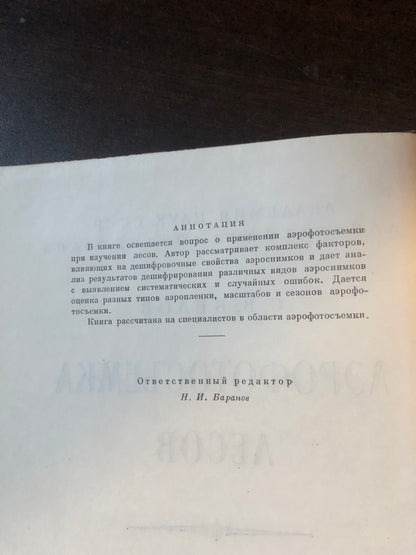 АННОТАЦИЯ
В книге освещается вопрос о применении аэрофотосъемки
при изучении лесов. Автор рассматривает комплекс факторов,
влияющих на дешифровочные свойства аэроснимков и дает ана-
лиз результатов дешифрирования различных видов аэроснимков
с выявлением систематических и случайных ошибок. Дается
оценка разных типов аэропленки, масштабов и сезонов аэрофо-
тосъемки.
Книга рассчитана на специалистов в области аэрофотосъемки.
Ответственный редактор
Н. И. Баранов
АЭРОФОТОСЪЕМКА
ЛЕСОВ